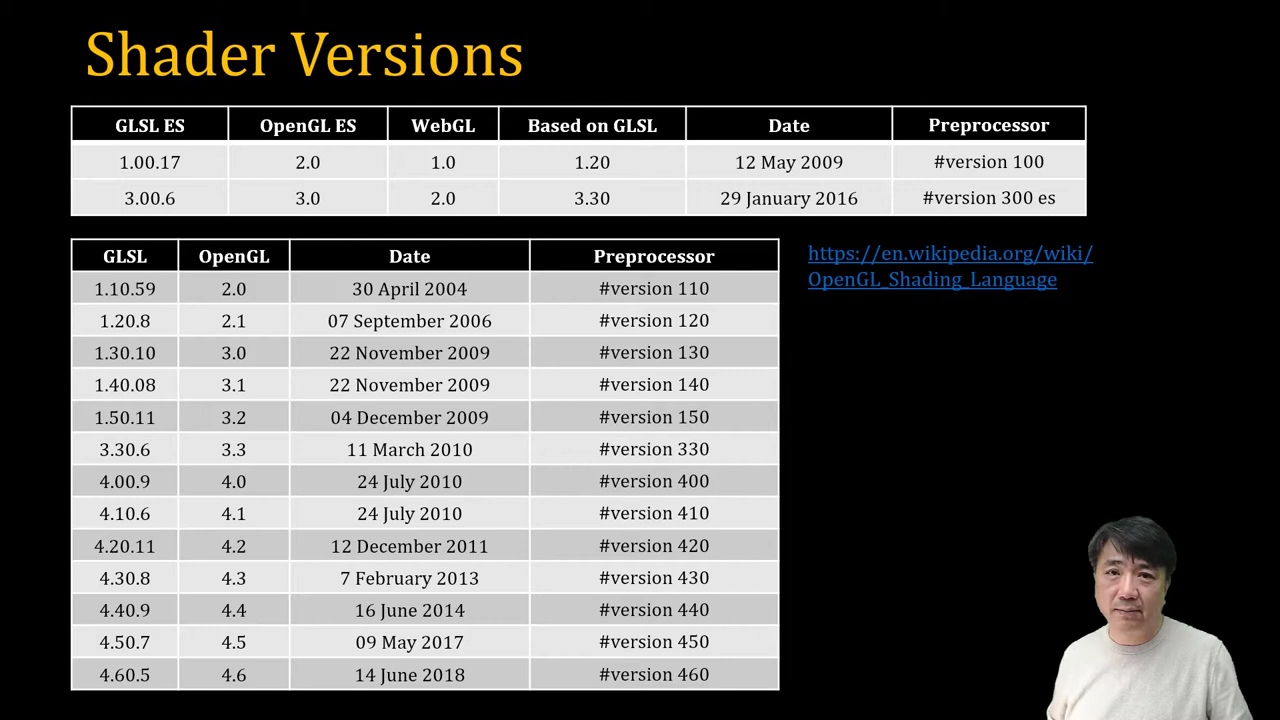 Shader Versions
GLSL ES OpenGL ES WebGL Based on GLSL Date Preprocessor
1.00.17 2.0 1.0 1.20 12 May 2009 #version 100
3.00.6 3.0 2.0 3.30 29 January 2016 #version 300 es
GLSL OpenGL Date Preprocessor
1.10.59 2.0 30 April 2004 #version 110
1.20.8 2.1 07 September 2006 #version 120
1.30.10 3.0 22 November 2009 #version 130
1.40.08 3.1 22 November 2009 #version 140
1.50.11 3.2 04 December 2009 #version 150
3.30.6 3.3 11 March 2010 #version 330
4.00.9 4.0 24 July 2010 #version 400
4.10.6 4.1 24 July 2010 #version 410
4.20.11 4.2 12 December 2011 #version 420
4.30.8 4.3 7 February 2013 #version 430
4.40.9 4.4 16 June 2014 #version 440
4.50.7 4.5 09 May 2017 #version 450
4.60.5 4.6 14 June 2018 #version 460
https://en.wikipedia.org/wiki/
OpenGL_Shading_Language